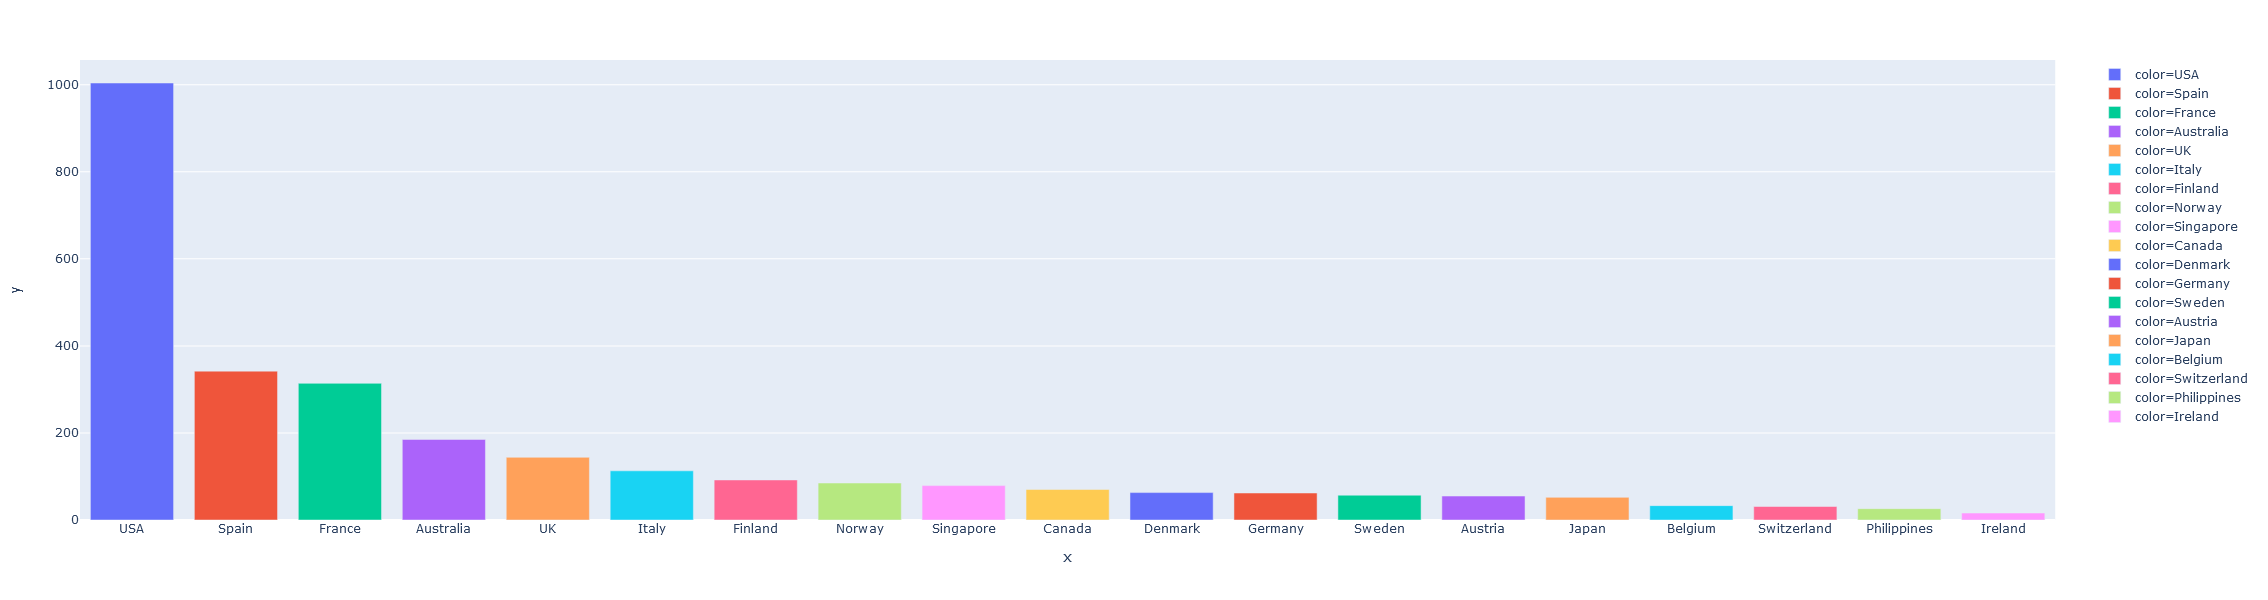 1000
800
600
400
200
0
y
USA Spain France Australia UK Italy Finland Norway Singapore Canada Denmark Germany Sweden Austria Japan Belgium Switzerland Philippines Ireland
x
color=USA
color=Spain
color=France
color=Australia
color=UK
color=Italy
color=Finland
color=Norway
color=Singapore
color=Canada
color=Denmark
color=Germany
color=Sweden
color=Austria
color=Japan
color=Belgium
color=Switzerland
color=Philippines
color=Ireland